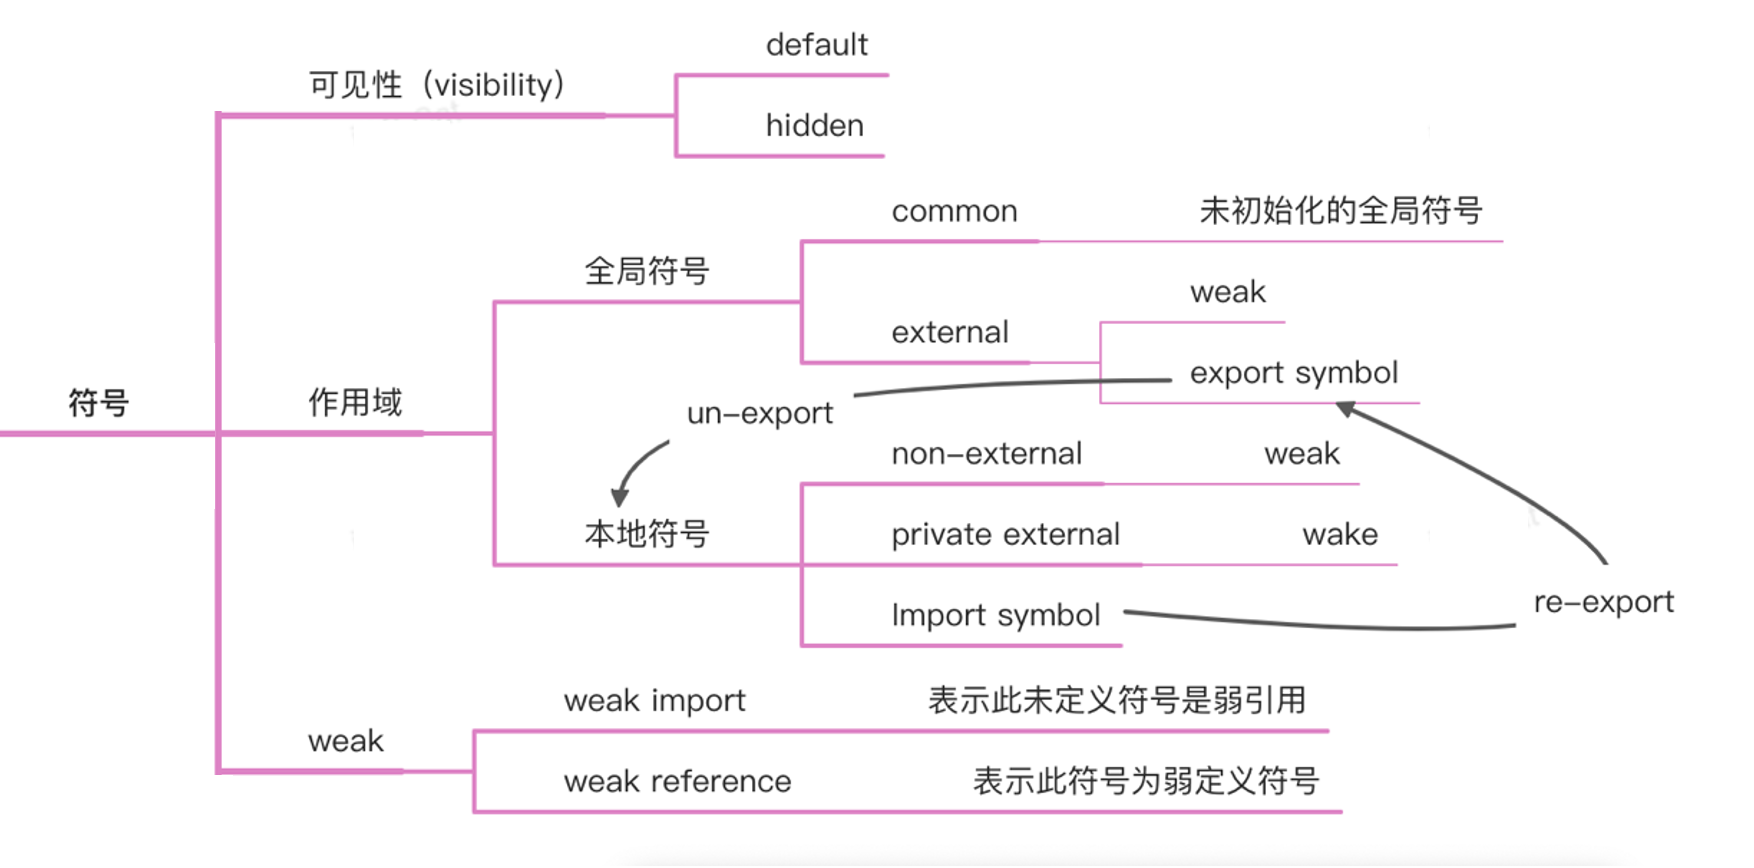 default
可见性（visibility）
hidden
common 未初始化的全局符号
全局符号
weak
external
export symbol
符号
作用域
un-export
non-external weak
本地符号
private external wake
Import symbol
re-export
weak import 表示此未定义符号是弱引用
weak
weak reference 表示此符号为弱定义符号